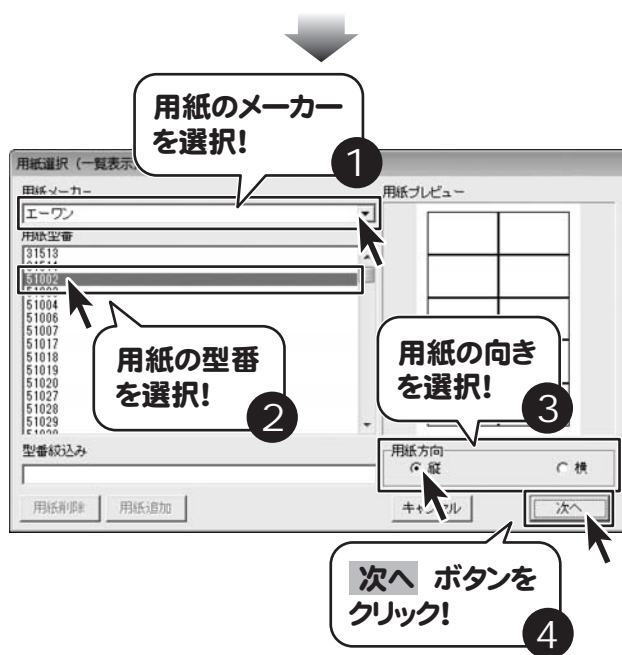 用紙のメーカー
を選択!
1
用紙選択（一覧表示
用紙メーカー
用紙プレビュー
エーワン
用紙型番
31513
51002
51004
51006
51007
51017
51018
51019
51020
51027
51028
51029
用紙の型番
を選択!
2
用紙の向き
を選択!
3
型番絞込み
用紙方向
縦
横
用紙削除
用紙追加
キャンセル
次へ
次へ ボタンを
クリック!
4